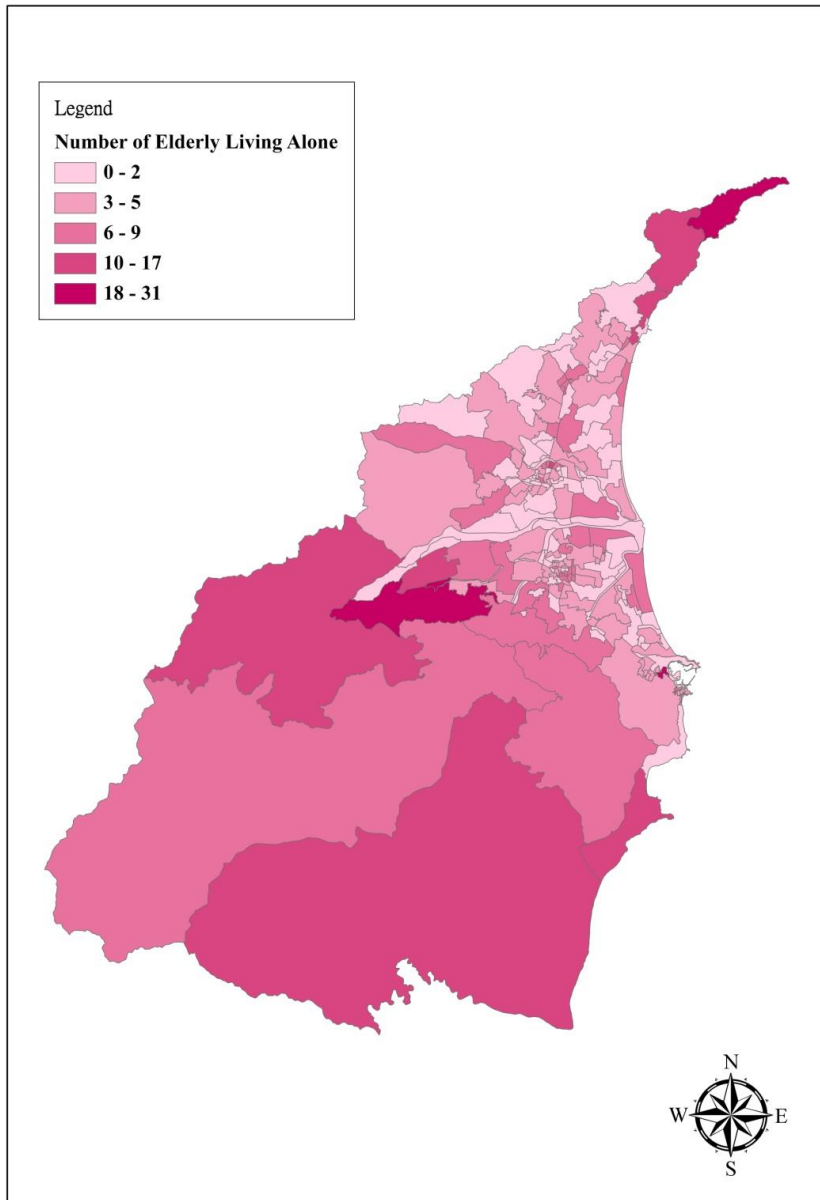 Legend
Number of Elderly Living Alone
0 - 2
3 - 5
6 - 9
10 - 17
18 - 31
N
W E
S